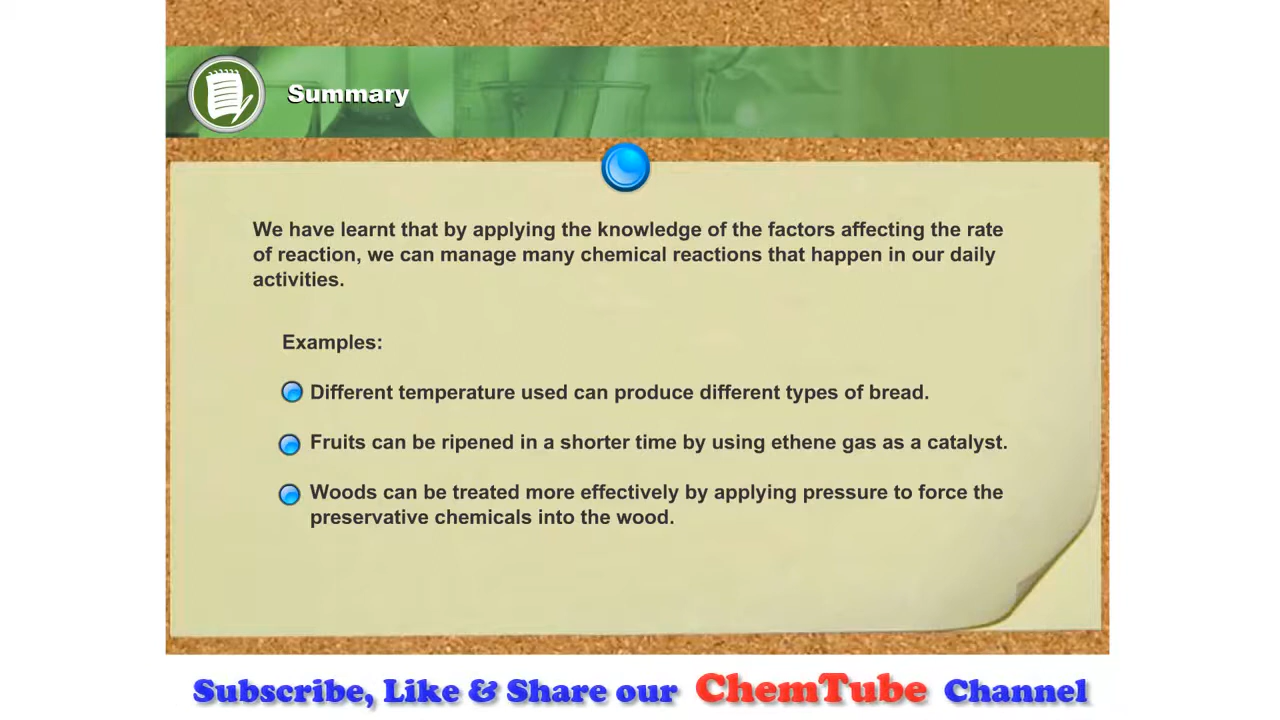 Summary
We have learnt that by applying the knowledge of the factors affecting the rate
of reaction, we can manage many chemical reactions that happen in our daily
activities.
Examples:
Different temperature used can produce different types of bread.
Fruits can be ripened in a shorter time by using ethene gas as a catalyst.
Woods can be treated more effectively by applying pressure to force the
preservative chemicals into the wood.
Subscribe, Like & Share our ChemTube Channel